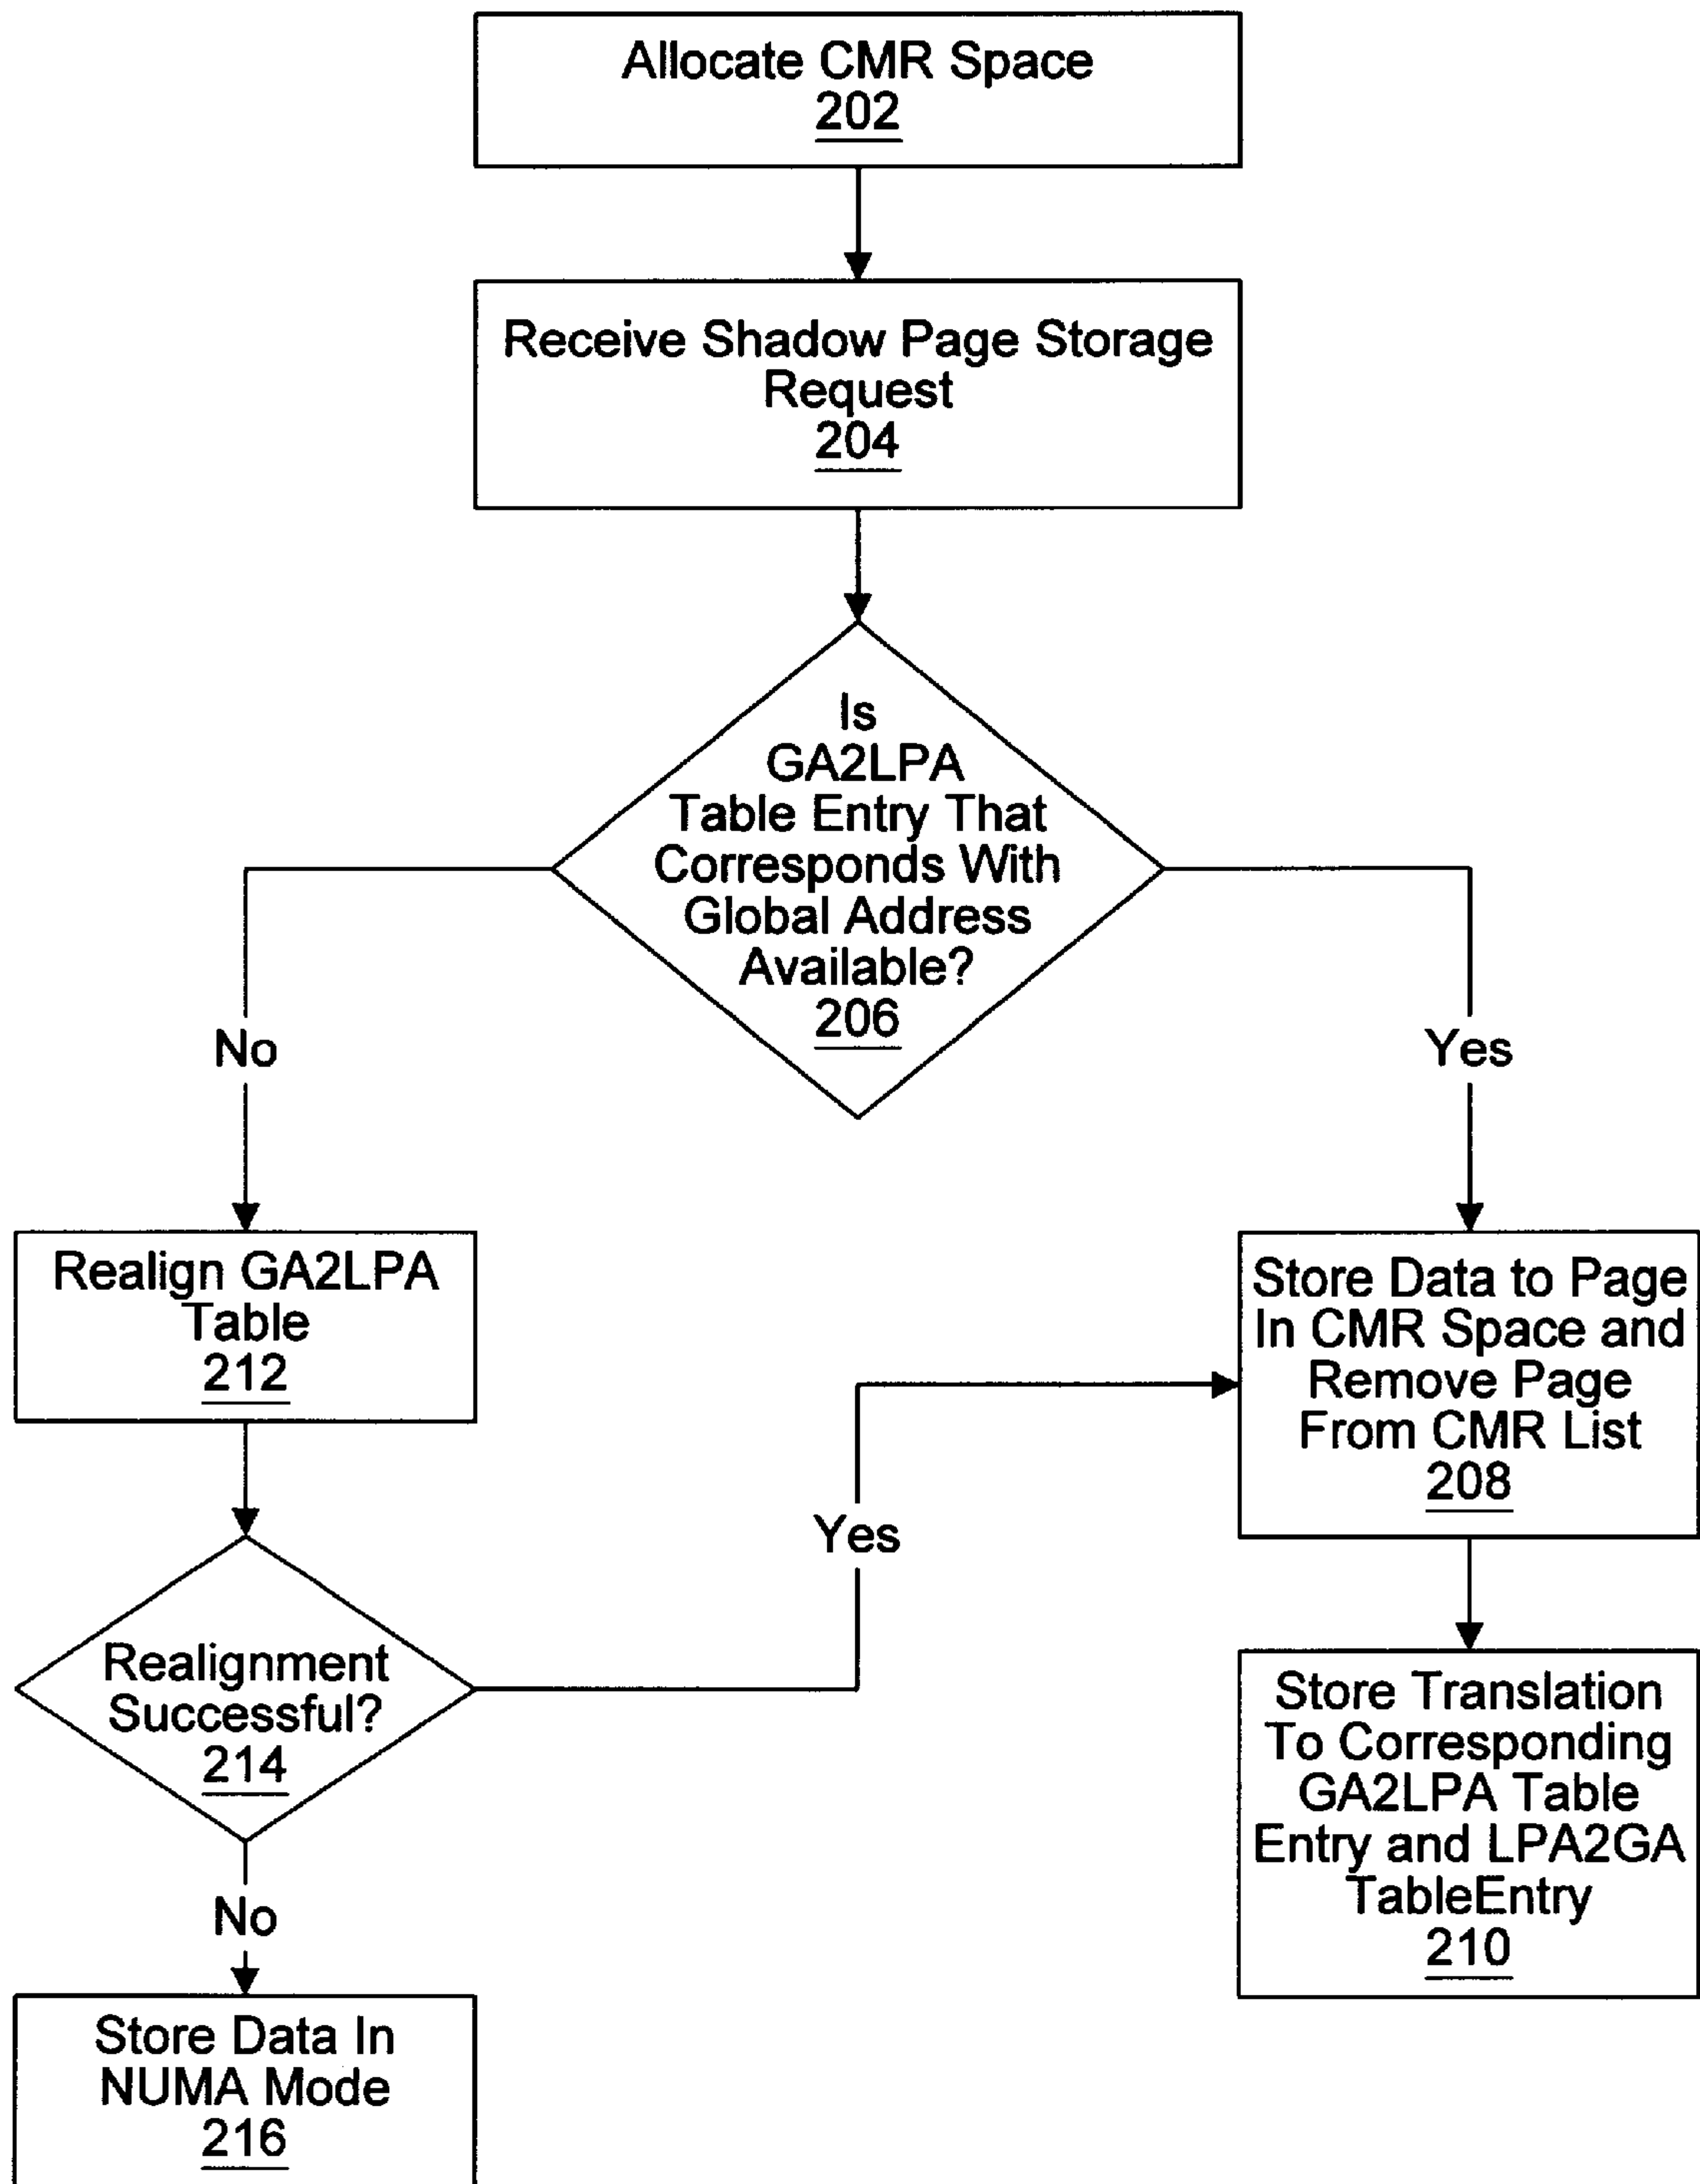 Allocate CMR Space
202
Receive Shadow Page Storage
Request
204
Is
GA2LPA
Table Entry That
Corresponds With
Global Address
Available?
206
No
Yes
Realign GA2LPA
Table
212
Store Data to Page
In CMR Space and
Remove Page
From CMR List
208
Yes
Realignment
Successful?
214
Store Translation
To Corresponding
GA2LPA Table
Entry and LPA2GA
TableEntry
210
No
Store Data In
NUMA Mode
216